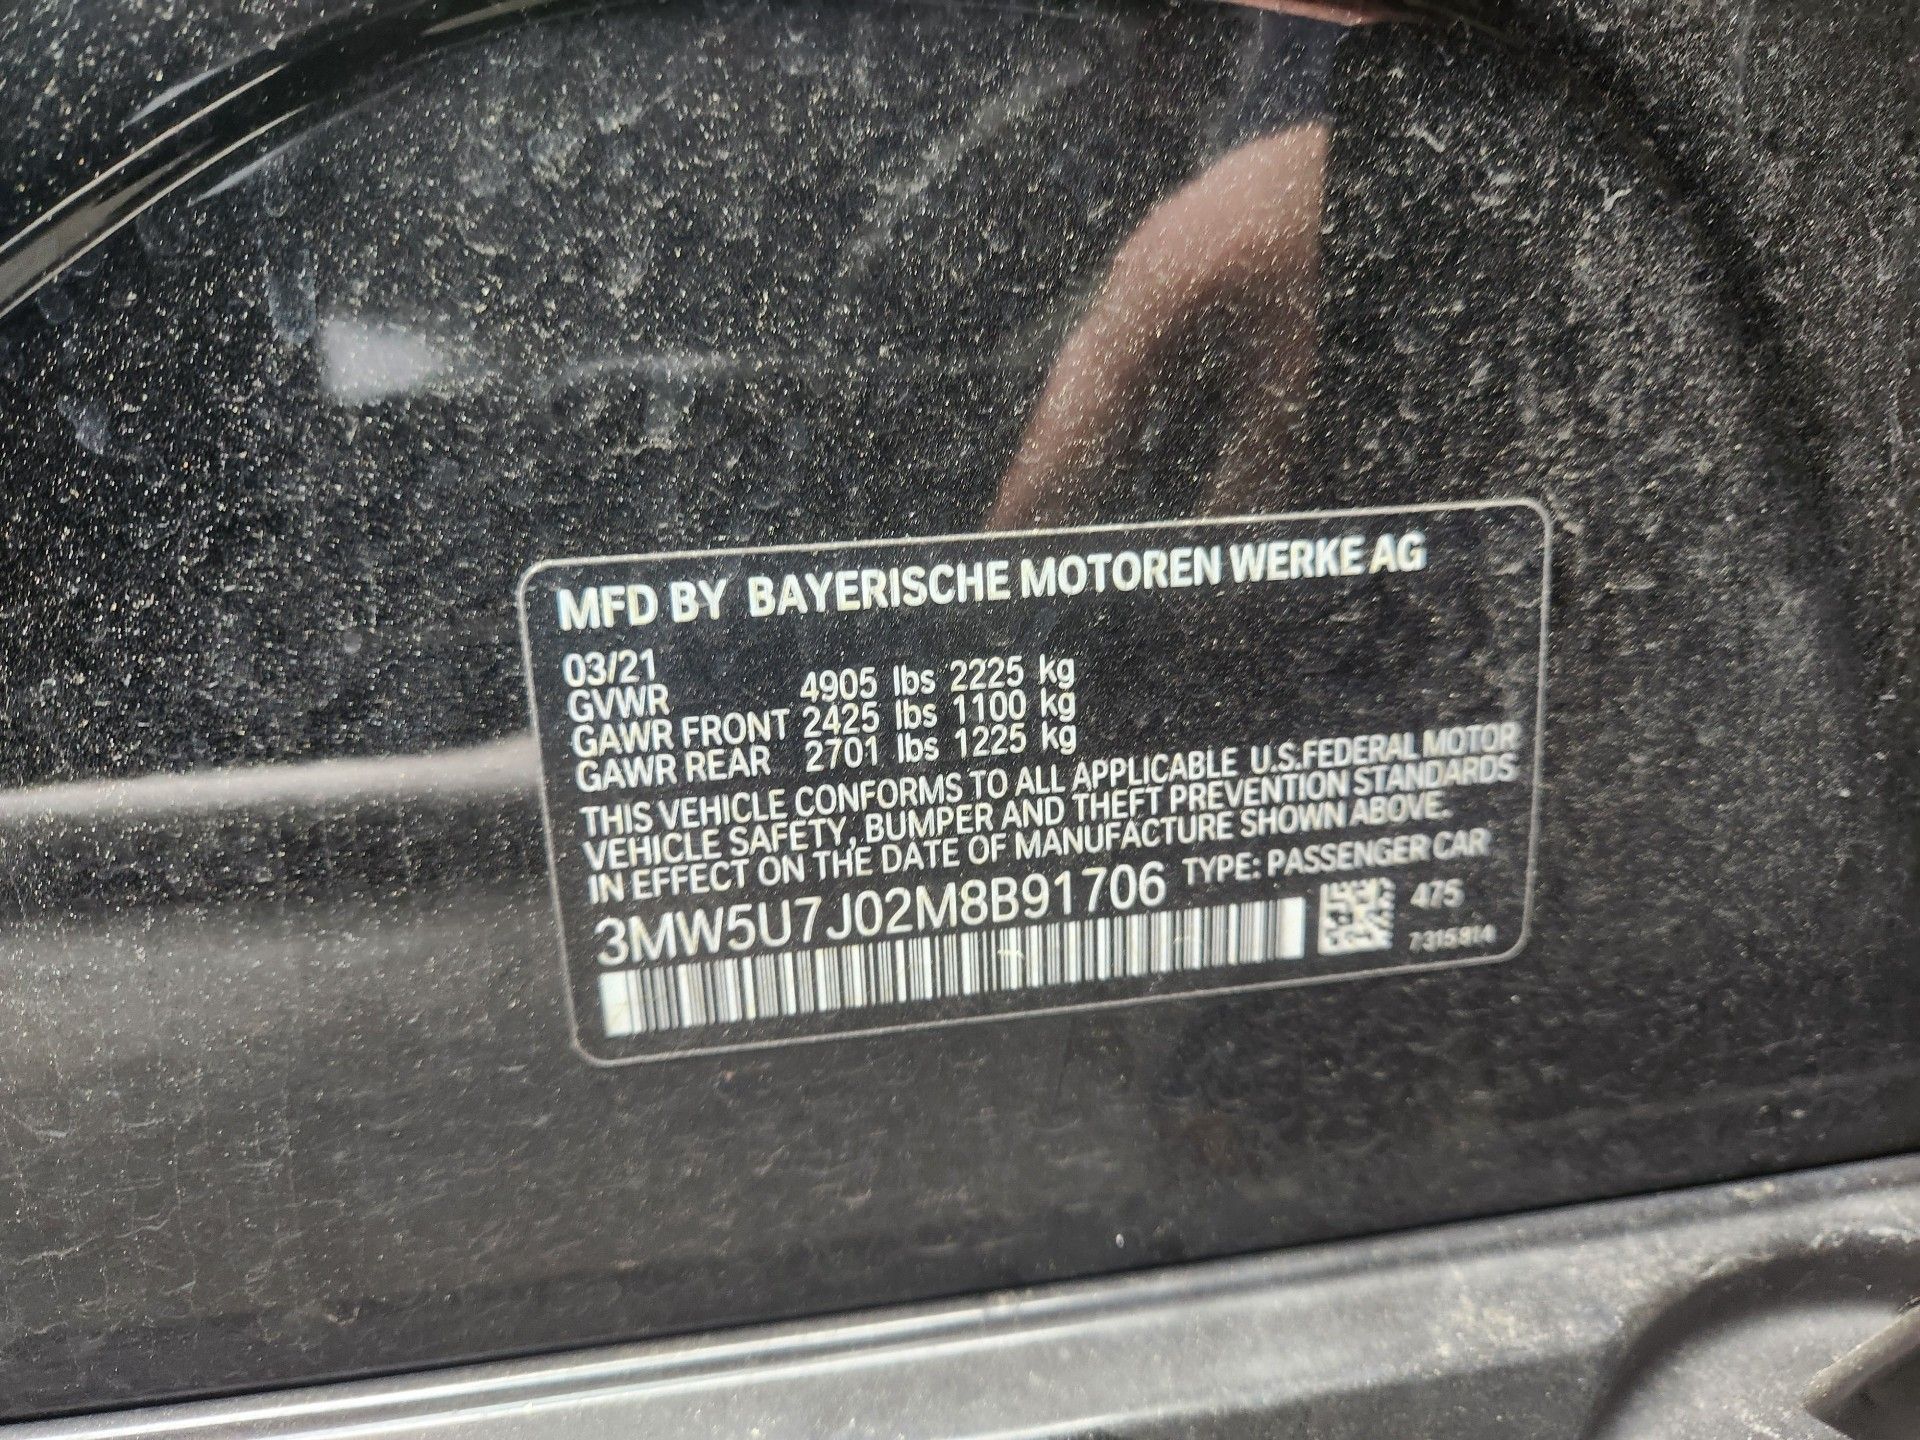 MFD BY BAYERISCHE MOTOREN WERKE AG
03/21
GVWR 4905 lbs 2225 kg
GAWR FRONT 2425 lbs 1100 kg
GAWR REAR 2701 lbs 1225 kg
THIS VEHICLE CONFORMS TO ALL APPLICABLE U.S.FEDERAL MOTOR
VEHICLE SAFETY, BUMPER AND THEFT PREVENTION STANDARDS
IN EFFECT ON THE DATE OF MANUFACTURE SHOWN ABOVE.
3MW5U7J02M8B91706 TYPE: PASSENGER CAR
475
7315914